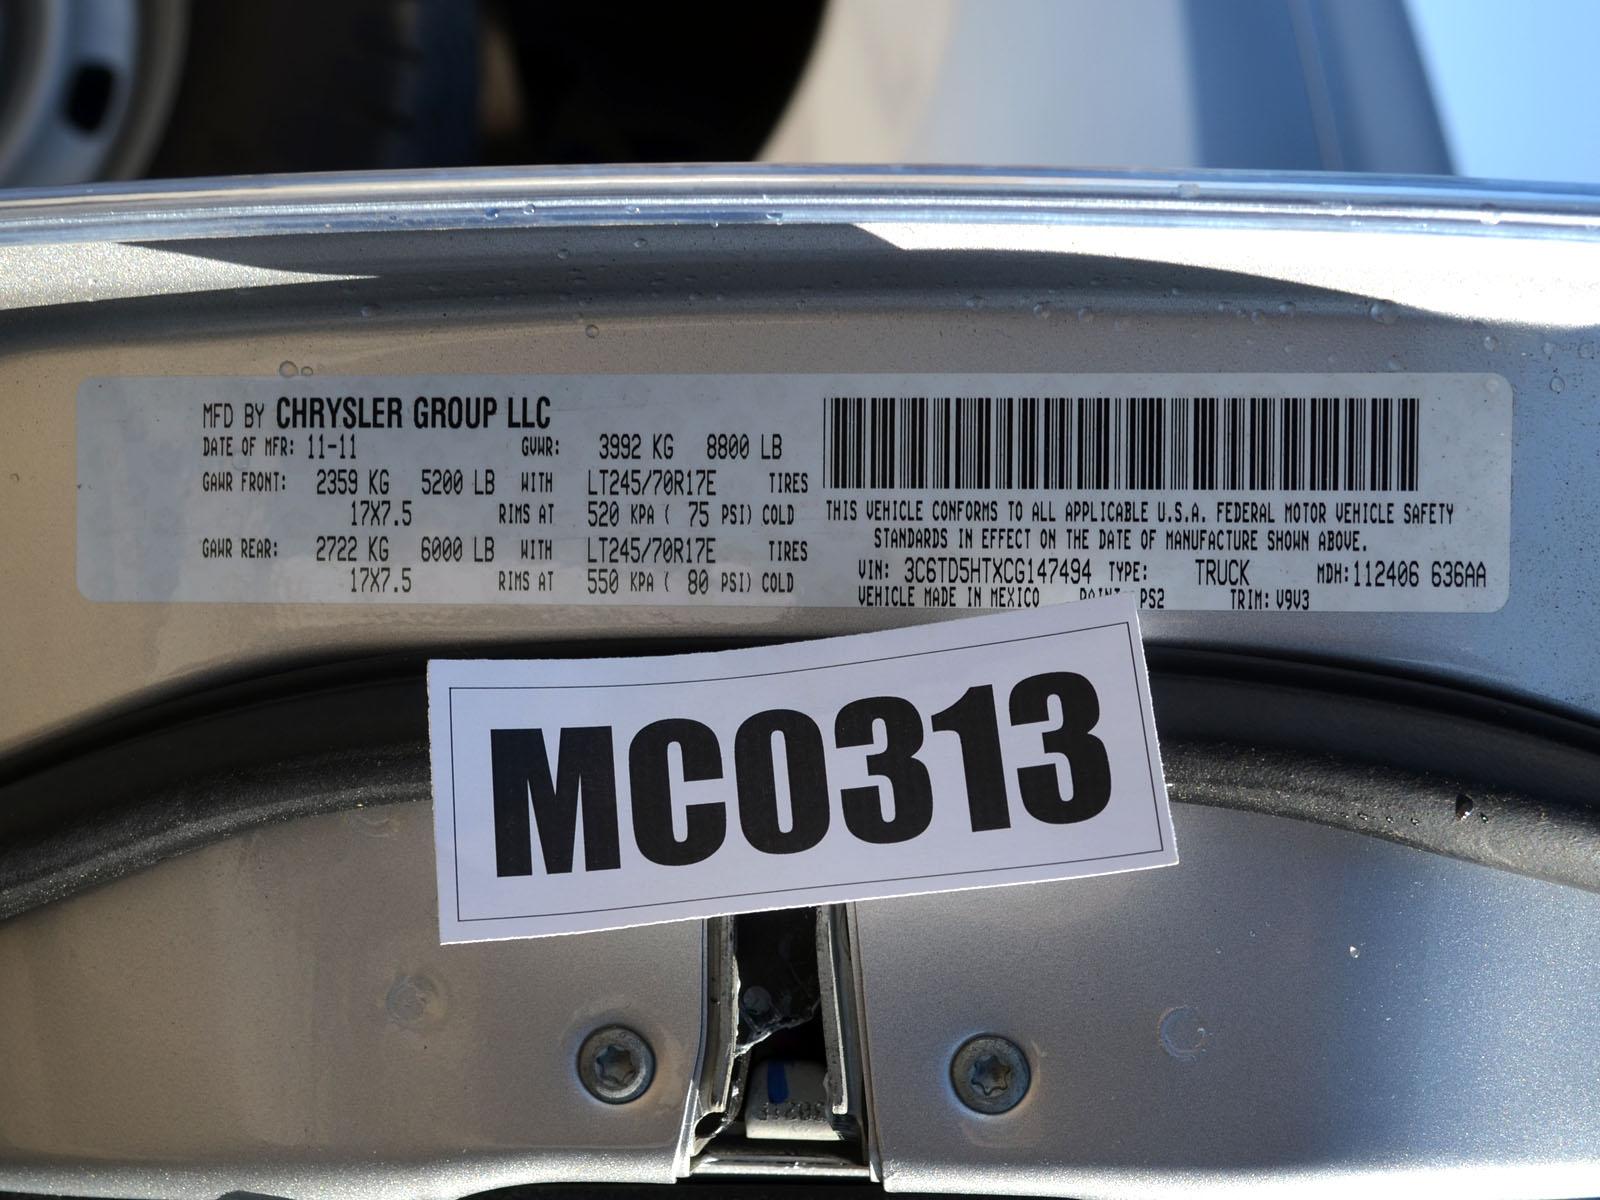 MFD BY CHRYSLER GROUP LLC
DATE OF MFR: 11-11 GVWR: 3992 KG 8800 LB
GAWR FRONT: 2359 KG 5200 LB WITH LT245/70R17E TIRES
17X7.5 RIMS AT 520 KPA ( 75 PSI) COLD
GAWR REAR: 2722 KG 6000 LB WITH LT245/70R17E TIRES
17X7.5 RIMS AT 550 KPA ( 80 PSI) COLD
THIS VEHICLE CONFORMS TO ALL APPLICABLE U.S.A. FEDERAL MOTOR VEHICLE SAFETY
STANDARDS IN EFFECT ON THE DATE OF MANUFACTURE SHOWN ABOVE.
VIN: 3C6TD5HTXCG147494 TYPE: TRUCK MDH:112406 636AA
VEHICLE MADE IN MEXICO PAINT: PS2 TRIM: V9V3
MC0313